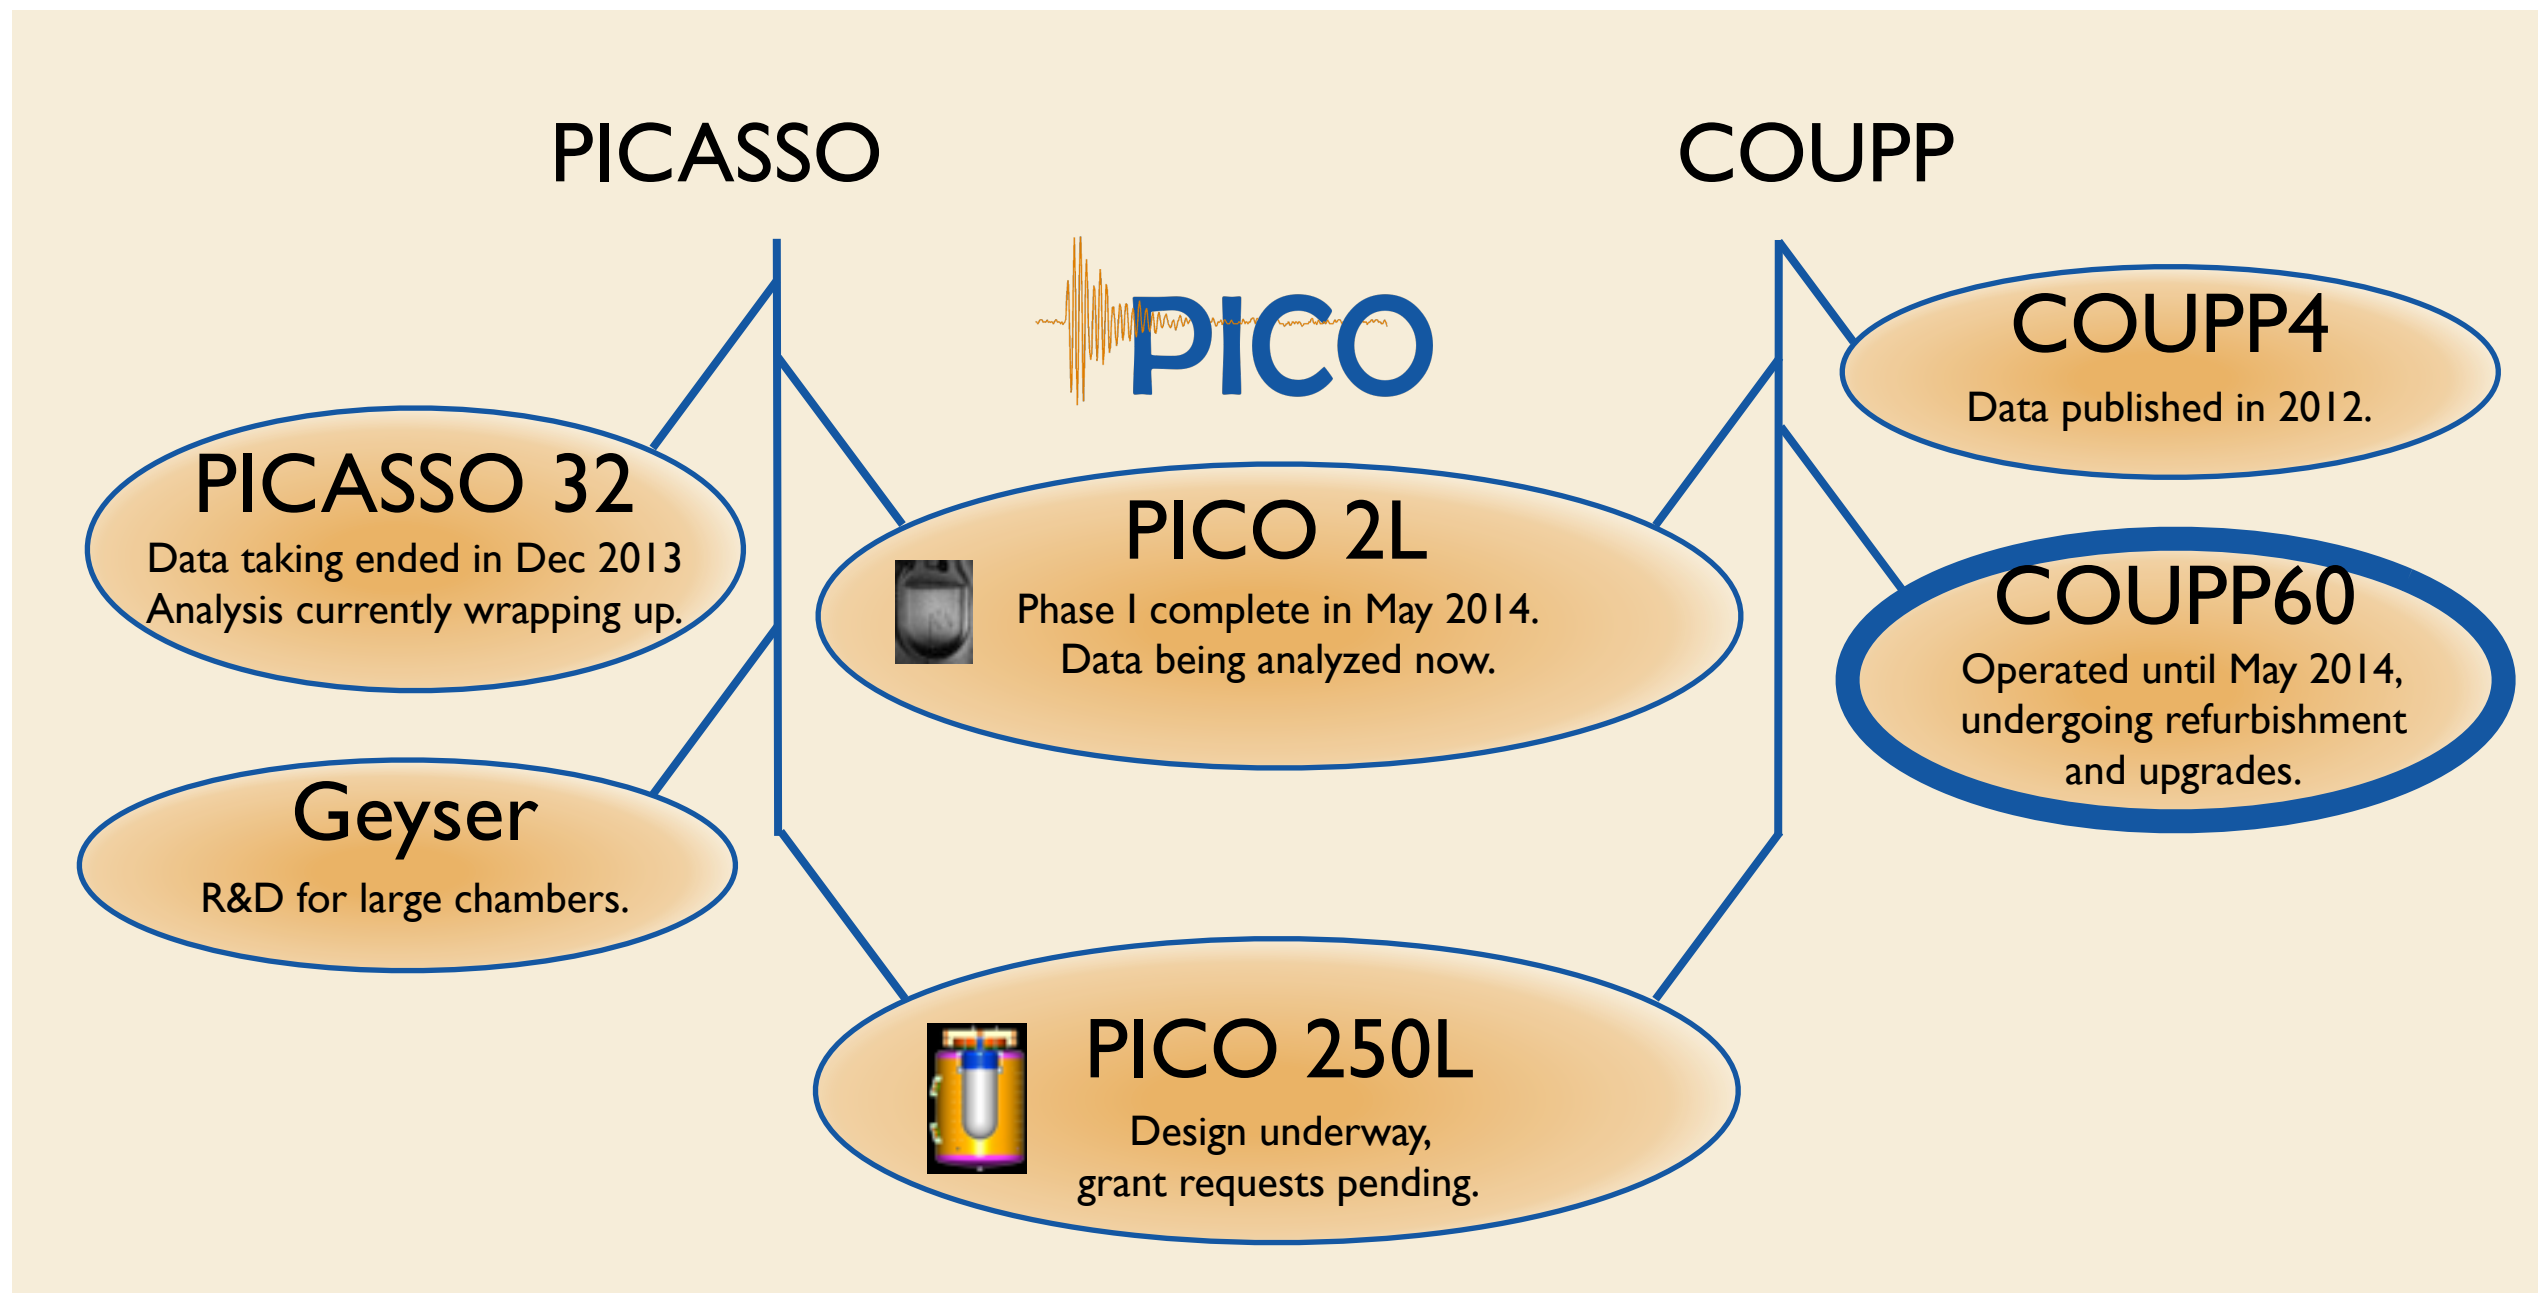 PICASSO
COUPP
PICO
COUPP4
Data published in 2012.
PICASSO 32
Data taking ended in Dec 2013
Analysis currently wrapping up.
PICO 2L
Phase I complete in May 2014.
Data being analyzed now.
COUPP60
Operated until May 2014,
undergoing refurbishment
and upgrades.
Geyser
R&D for large chambers.
PICO 250L
Design underway,
grant requests pending.